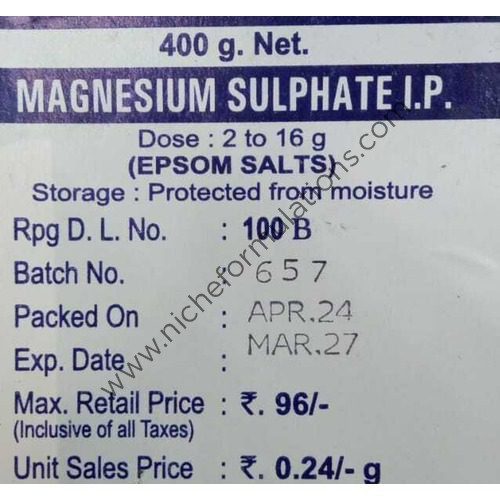 400 g. Net.
MAGNESIUM SULPHATE I.P.
Dose : 2 to 16 g
(EPSOM SALTS)
Storage : Protected from moisture
Rpg D. L. No. : 100 B
Batch No. : 657
Packed On : APR.24
Exp. Date : MAR.27
Max. Retail Price : ₹. 96/-
(Inclusive of all Taxes)
Unit Sales Price : ₹. 0.24/- g
www.nicheformulations.com